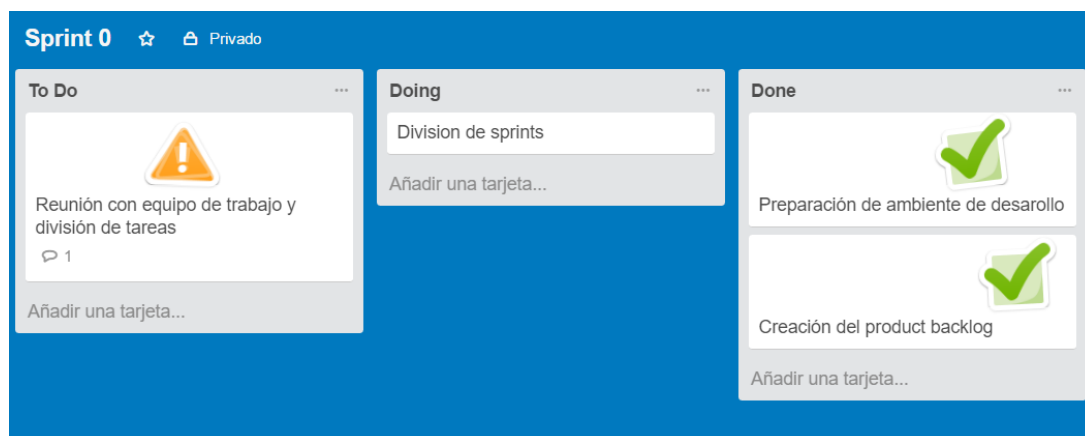 Sprint 0 Privado
To Do
Reunión con equipo de trabajo y
división de tareas
1
Añadir una tarjeta...
Doing
Division de sprints
Añadir una tarjeta...
Done
Preparación de ambiente de desarollo
Creación del product backlog
Añadir una tarjeta...